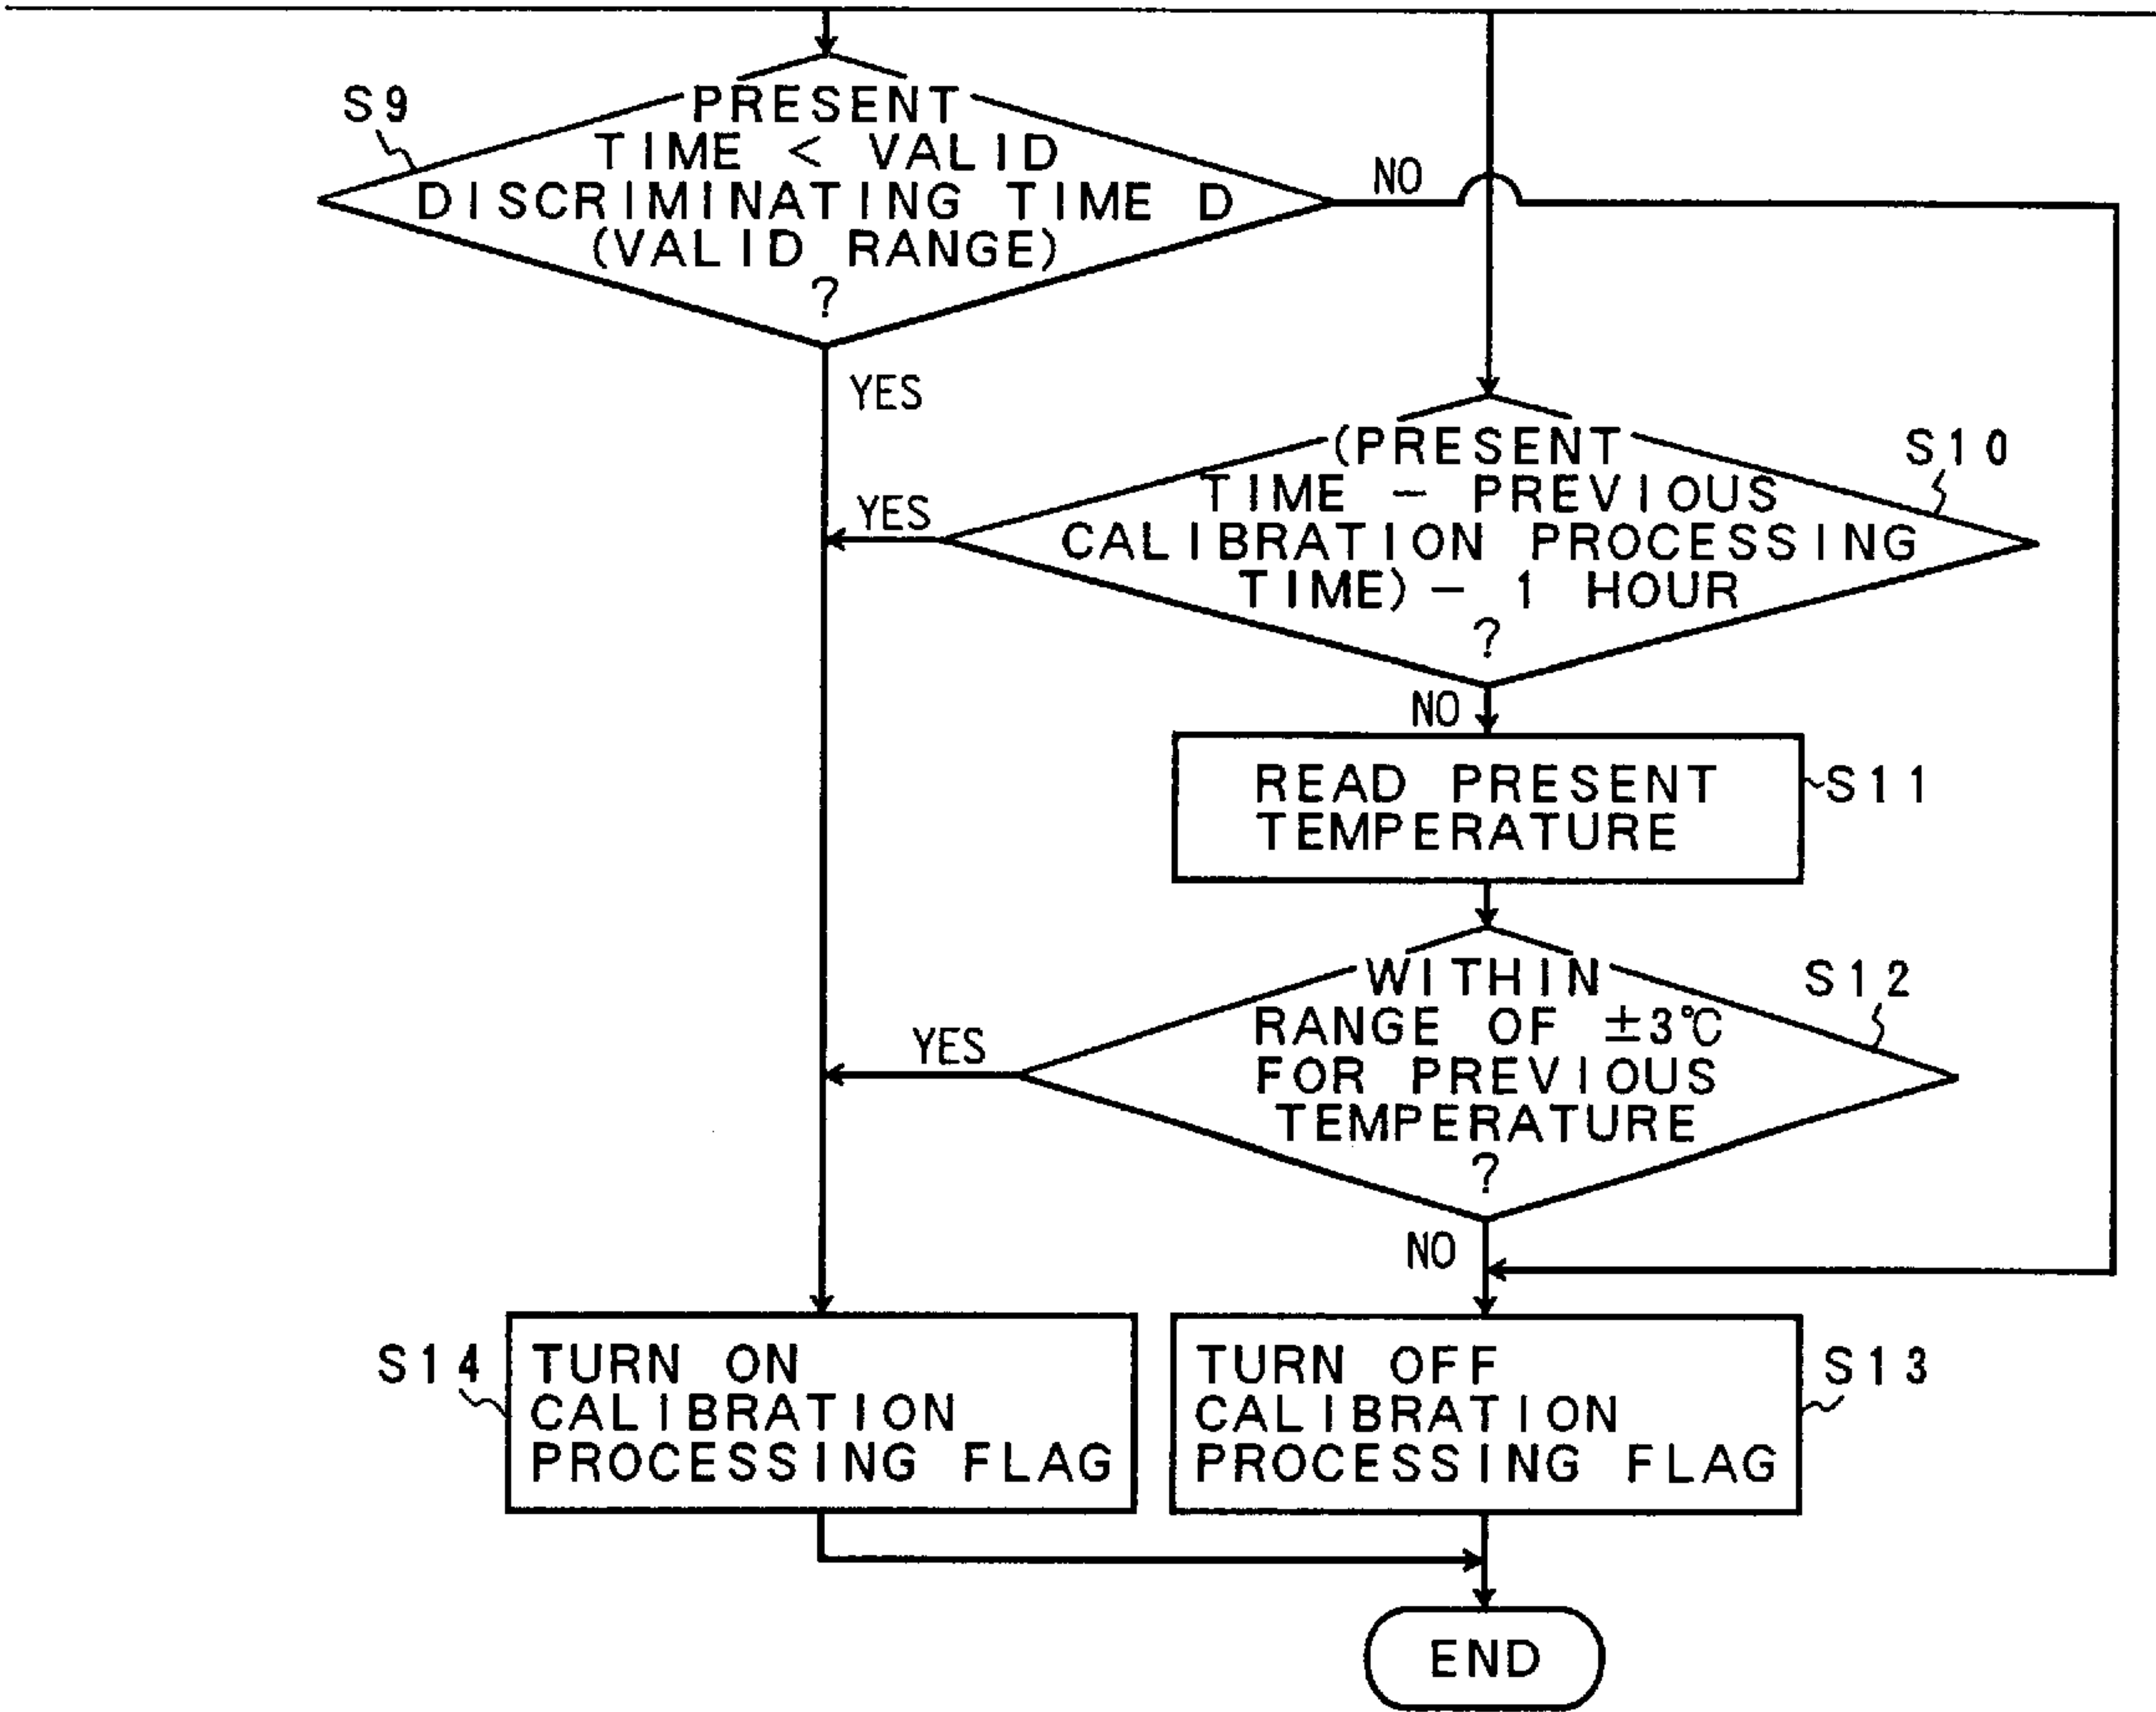 S9
PRESENT
TIME < VALID
DISCRIMINATING TIME D
(VALID RANGE)
?
NO
YES
S10
(PRESENT
TIME - PREVIOUS
CALIBRATION PROCESSING
TIME) - 1 HOUR
?
YES
NO
READ PRESENT
TEMPERATURE
S11
S12
WITHIN
RANGE OF ±3℃
FOR PREVIOUS
TEMPERATURE
?
YES
NO
S14
TURN ON
CALIBRATION
PROCESSING FLAG
TURN OFF
CALIBRATION
PROCESSING FLAG
S13
END